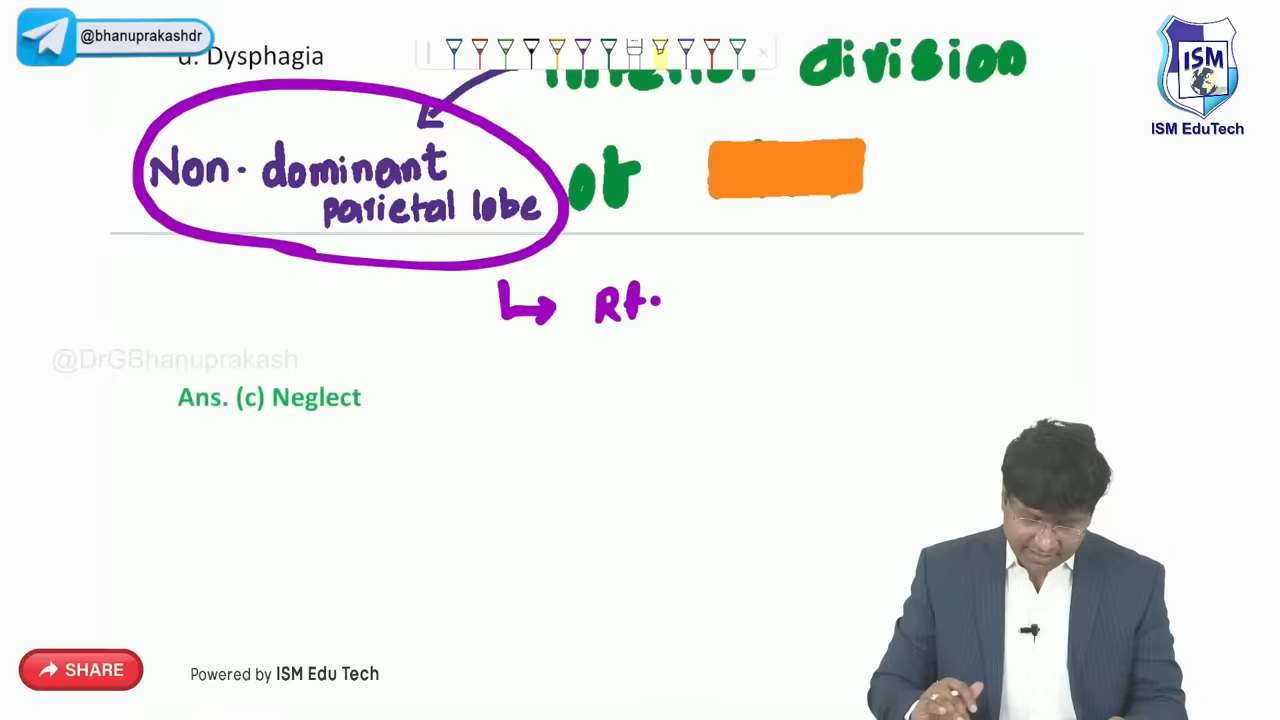 @bhanuprakashdr
d. Dysphagia
division
ISM
ISM EduTech
Non-dominant
parietal lobe
of
Rt.
@DrGBhanuprakash
Ans. (c) Neglect
SHARE
Powered by ISM Edu Tech